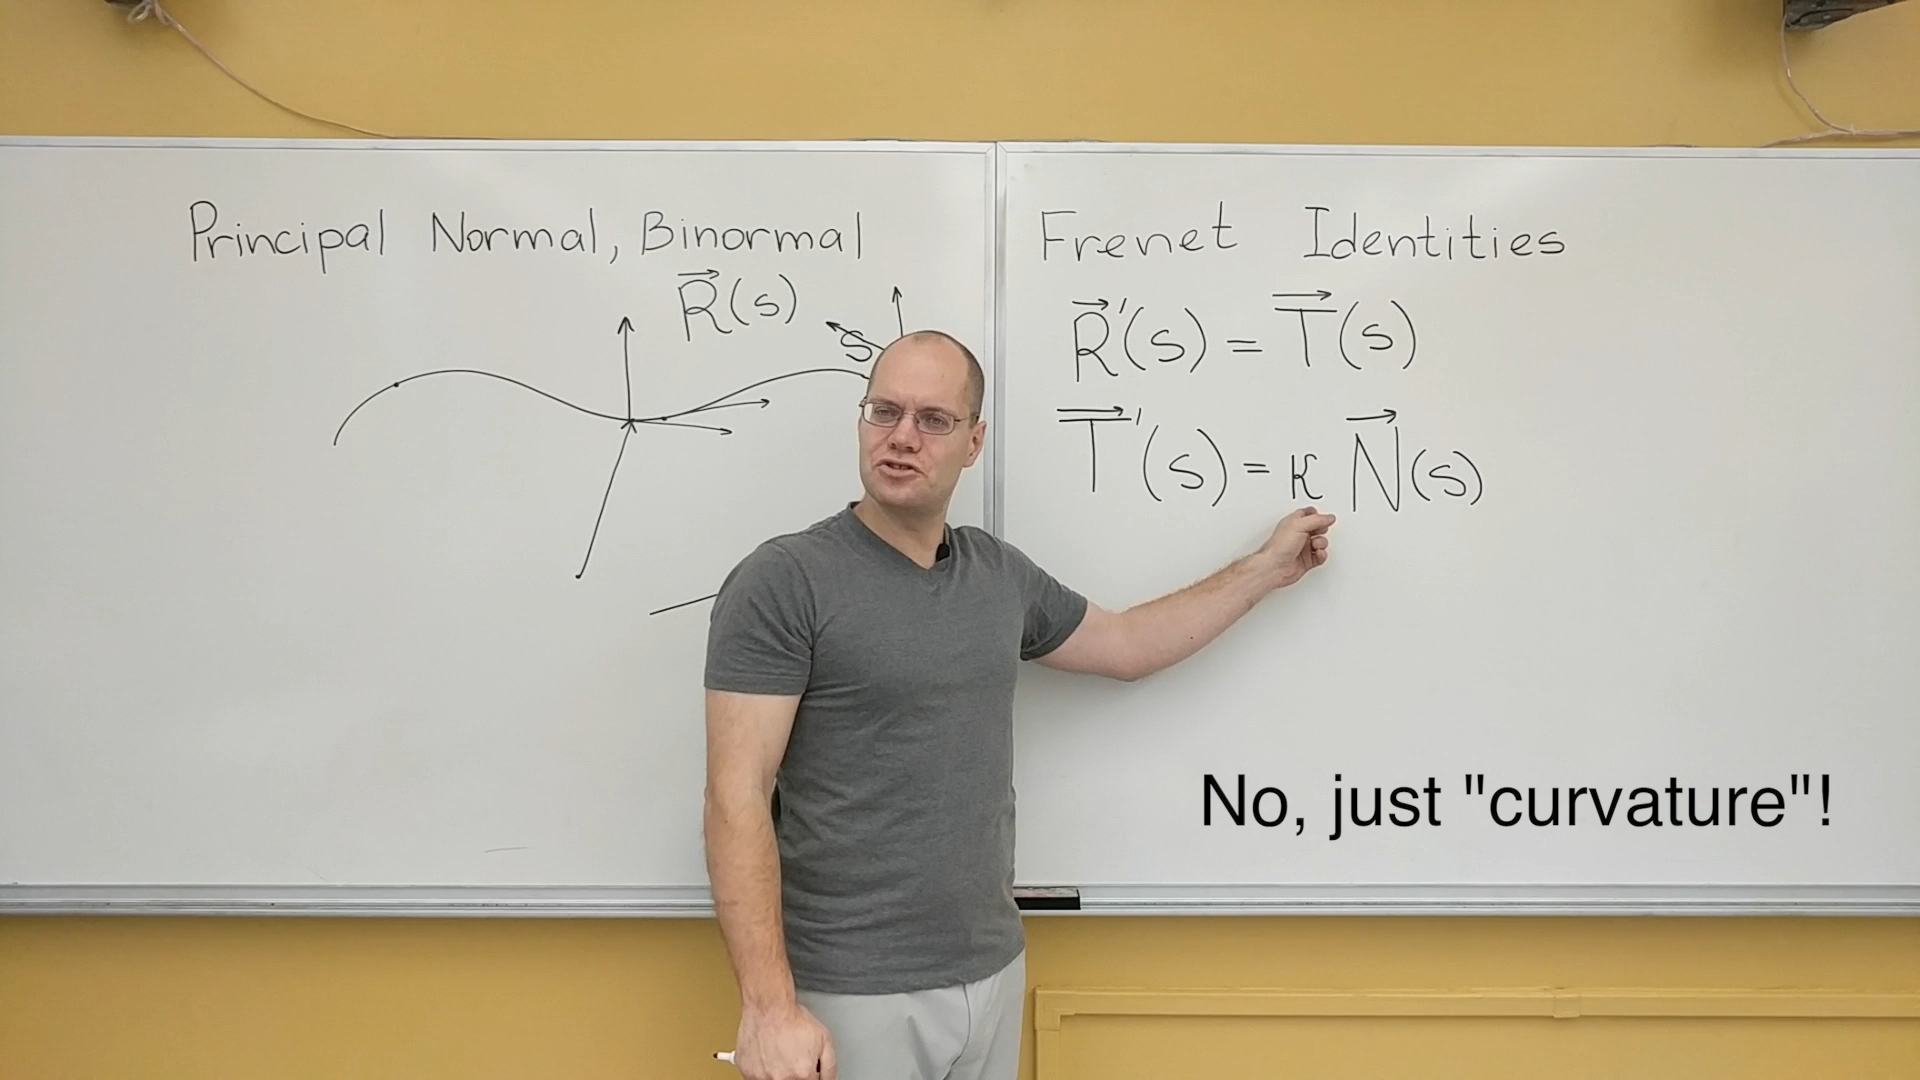 Principal Normal, Binormal
R⃗(s)
S
Frenet Identities
R⃗'(s) = T⃗(s)
T⃗'(s) = κ N⃗(s)
No, just "curvature"!